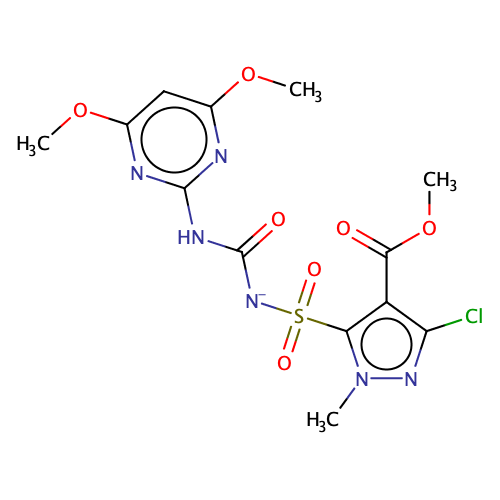 O CH₃
O
H₃C N N
HN O CH₃
O O O
N⁻ S Cl
O N N
H₃C